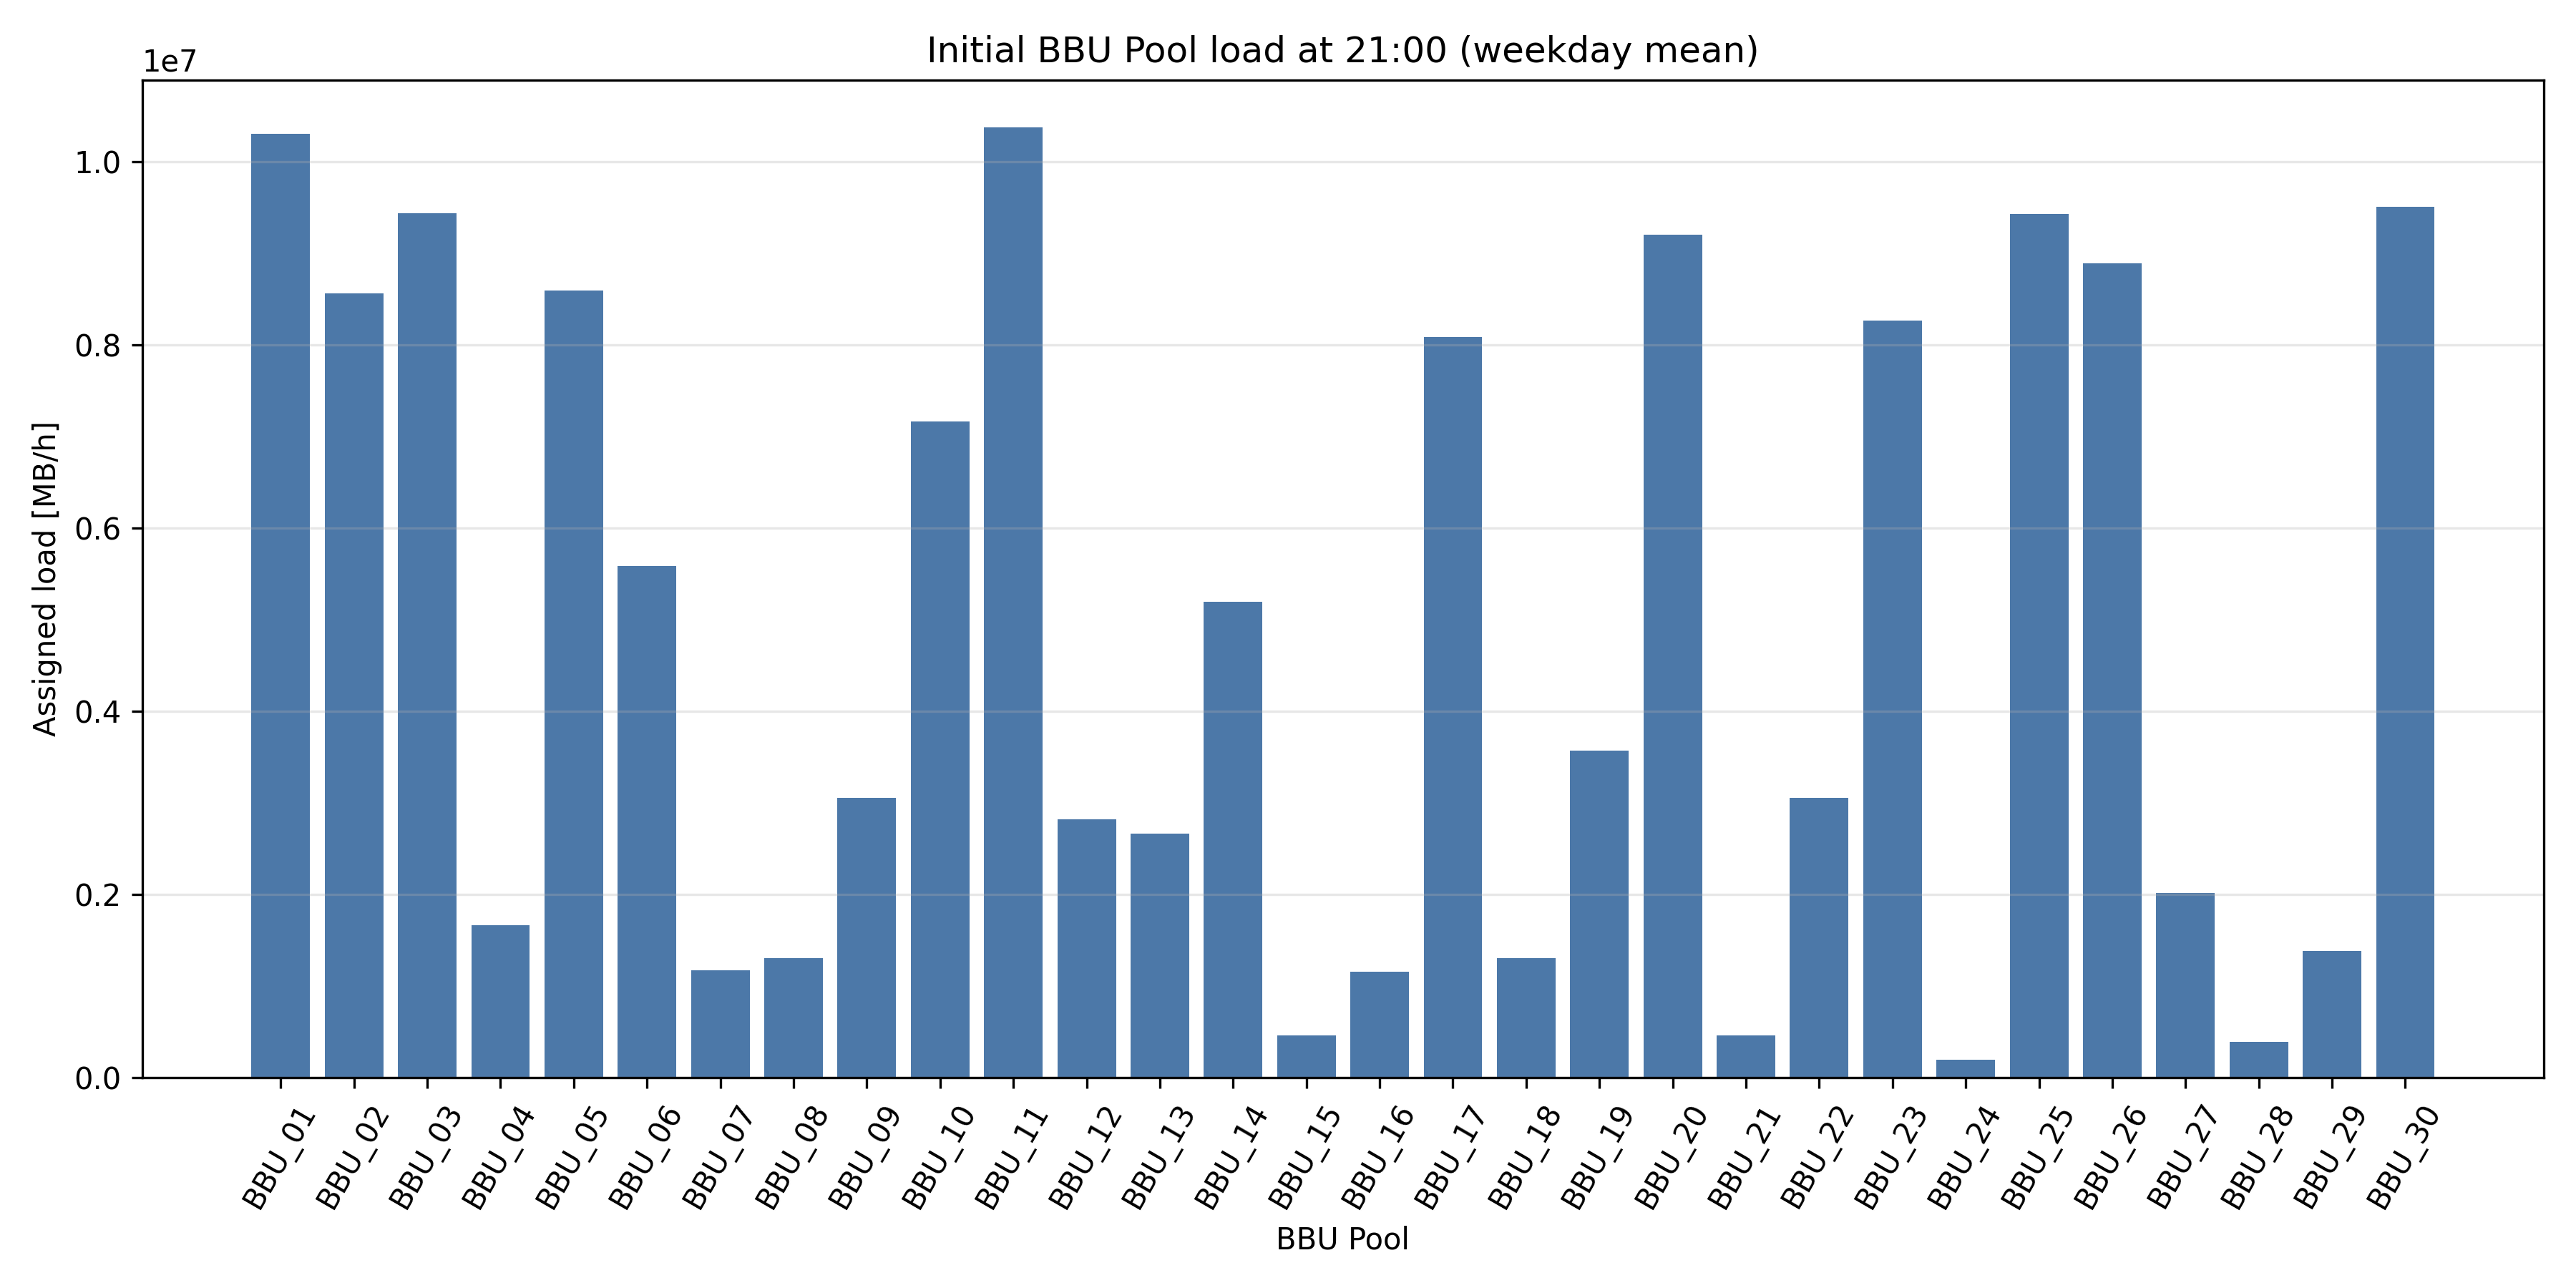 Initial BBU Pool load at 21:00 (weekday mean)
1e7
1.0
0.8
0.6
0.4
0.2
0.0
Assigned load [MB/h]
BBU_01
BBU_02
BBU_03
BBU_04
BBU_05
BBU_06
BBU_07
BBU_08
BBU_09
BBU_10
BBU_11
BBU_12
BBU_13
BBU_14
BBU_15
BBU_16
BBU_17
BBU_18
BBU_19
BBU_20
BBU_21
BBU_22
BBU_23
BBU_24
BBU_25
BBU_26
BBU_27
BBU_28
BBU_29
BBU_30
BBU Pool